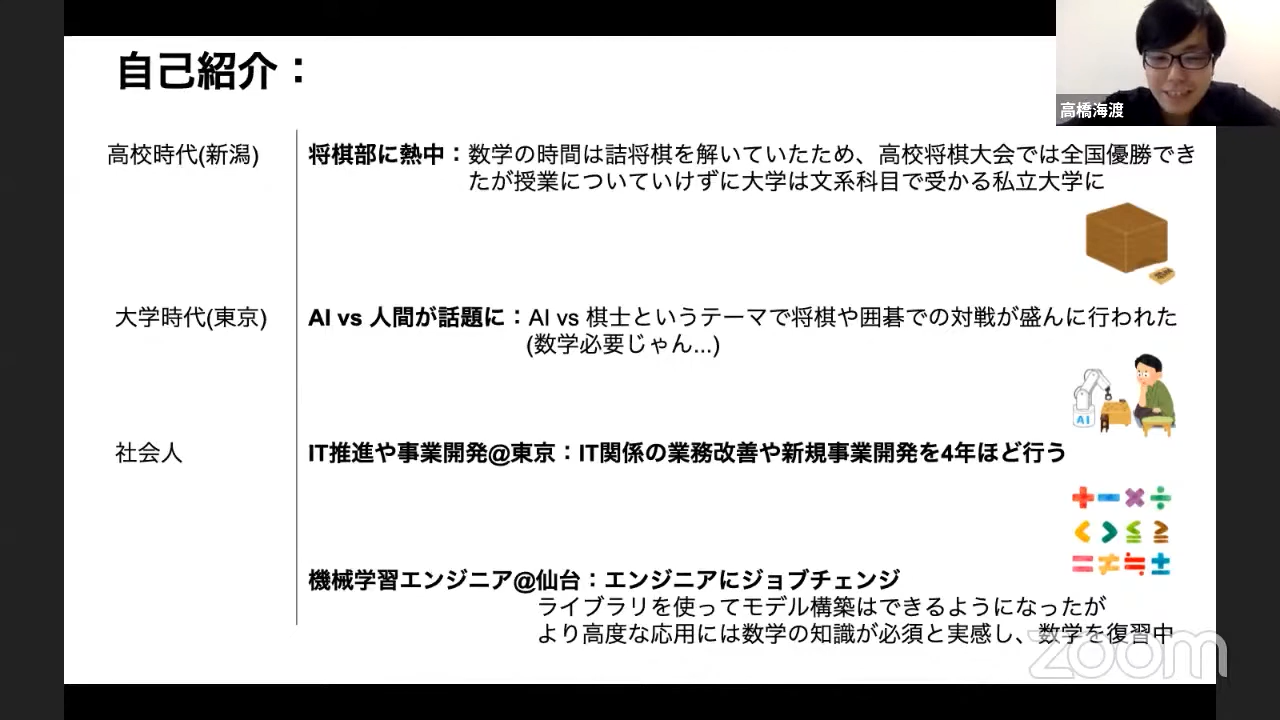 自己紹介：
高橋海渡
高校時代(新潟)
将棋部に熱中：数学の時間は詰将棋を解いていたため、高校将棋大会では全国優勝でき
たが授業についていけずに大学は文系科目で受かる私立大学に
大学時代(東京)
AI vs 人間が話題に：AI vs 棋士というテーマで将棋や囲碁での対戦が盛んに行われた
(数学必要じゃん...)
AI
社会人
IT推進や事業開発@東京：IT関係の業務改善や新規事業開発を4年ほど行う
+ − × ÷
< > ≦ ≧
= ≠ ≒ ±
機械学習エンジニア@仙台：エンジニアにジョブチェンジ
ライブラリを使ってモデル構築はできるようになったが
より高度な応用には数学の知識が必須と実感し、数学を復習中
zoom